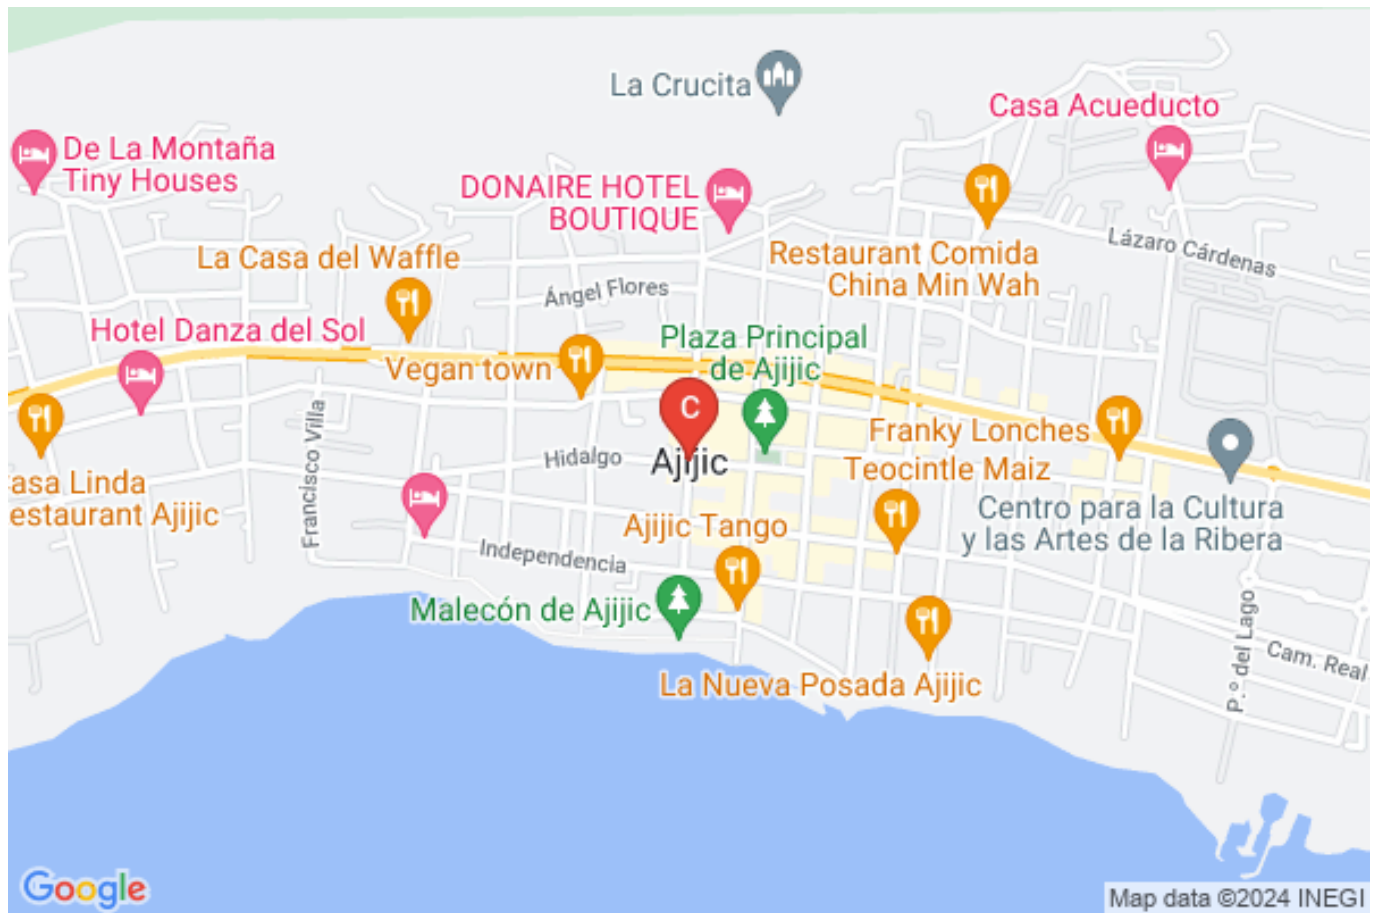 La Crucita
Casa Acueducto
De La Montaña
Tiny Houses
DONAIRE HOTEL
BOUTIQUE
Lázaro Cárdenas
La Casa del Waffle
Restaurant Comida
China Min Wah
Ángel Flores
Hotel Danza del Sol
Plaza Principal
de Ajijic
Vegan town
C
Francisco Villa
Franky Lonches
Hidalgo
Ajijic
Teocintle Maiz
asa Linda
estaurant Ajijic
Centro para la Cultura
y las Artes de la Ribera
Ajijic Tango
Independencia
Malecón de Ajijic
P.º del Lago
Cam. Real
La Nueva Posada Ajijic
Google
Map data ©2024 INEGI